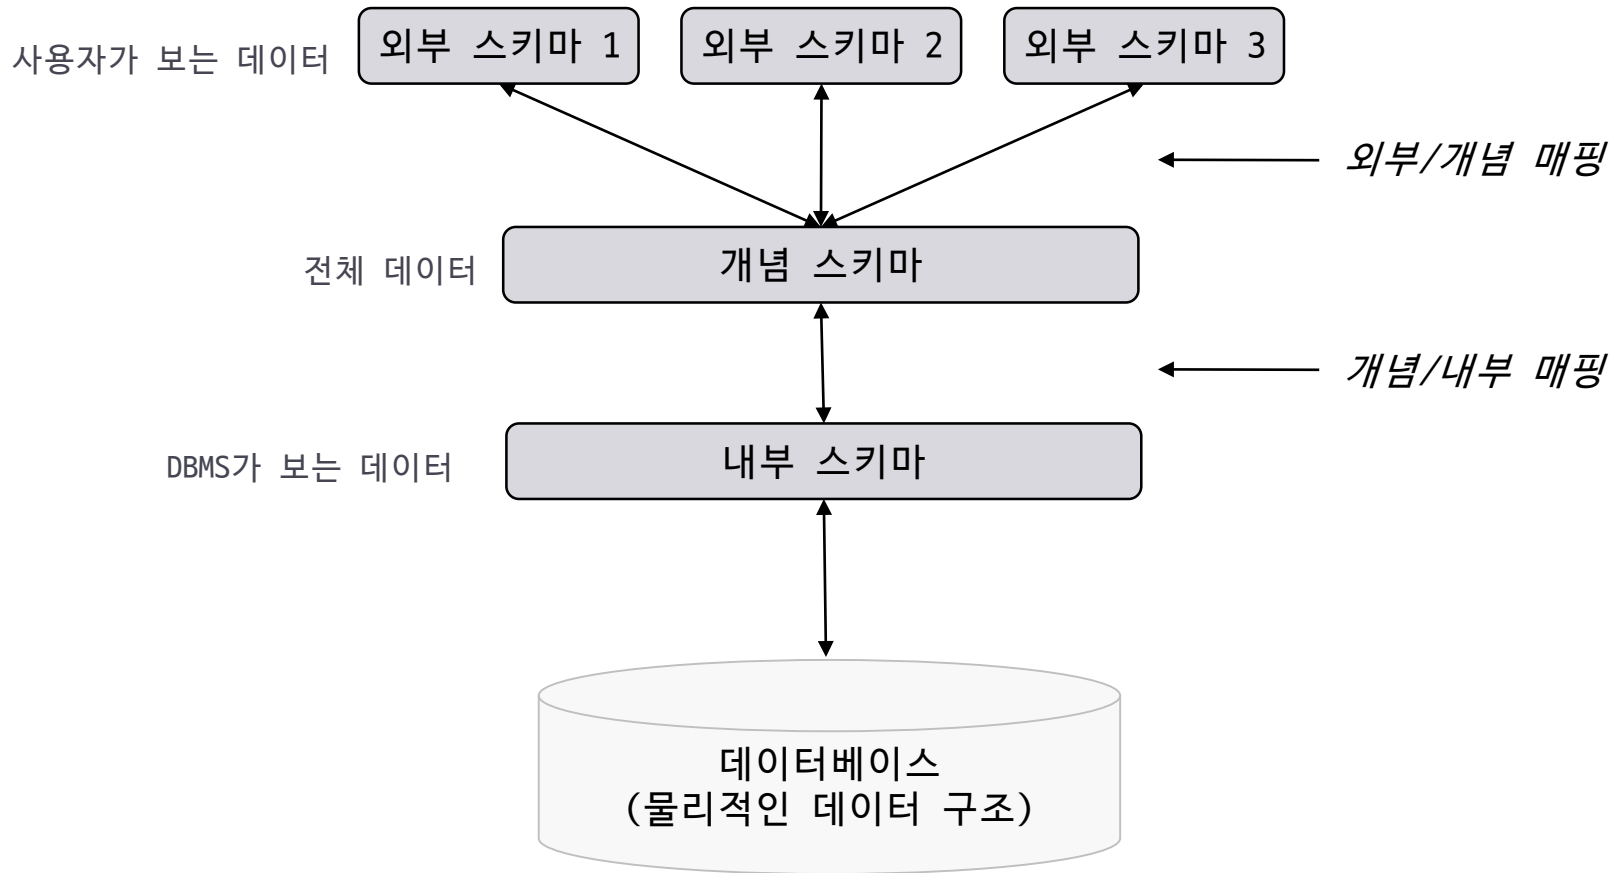 사용자가 보는 데이터
외부 스키마 1
외부 스키마 2
외부 스키마 3
외부/개념 매핑
전체 데이터
개념 스키마
개념/내부 매핑
DBMS가 보는 데이터
내부 스키마
데이터베이스
(물리적인 데이터 구조)